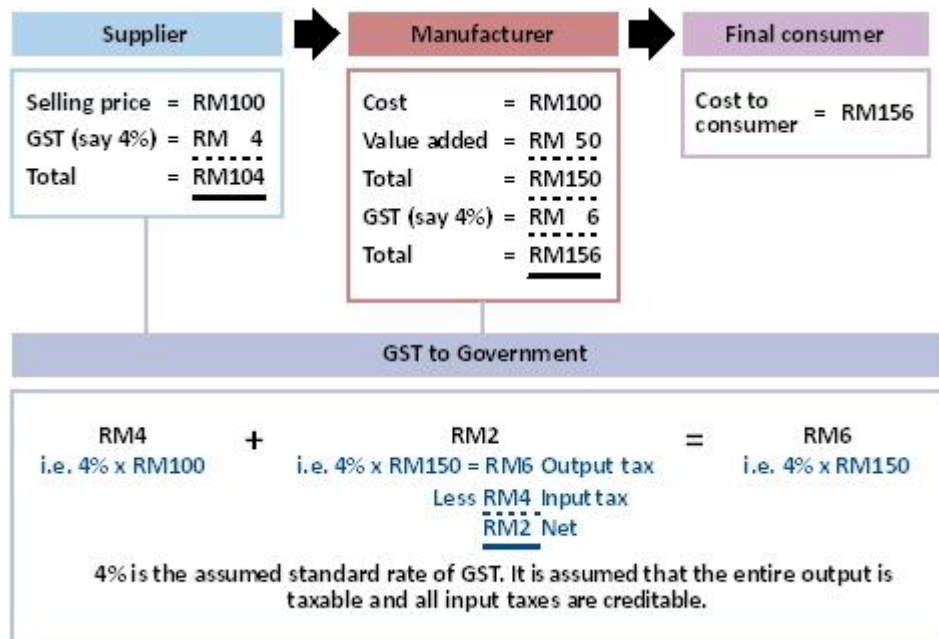 Supplier
Manufacturer
Final consumer
Selling price = RM100
GST (say 4%) = RM 4
Total = RM104
Cost = RM100
Value added = RM 50
Total = RM150
GST (say 4%) = RM 6
Total = RM156
Cost to
consumer = RM156
GST to Government
RM4 + RM2 = RM6
i.e. 4% x RM100 i.e. 4% x RM150 = RM6 Output tax i.e. 4% x RM150
Less RM4 Input tax
RM2 Net
4% is the assumed standard rate of GST. It is assumed that the entire output is
taxable and all input taxes are creditable.